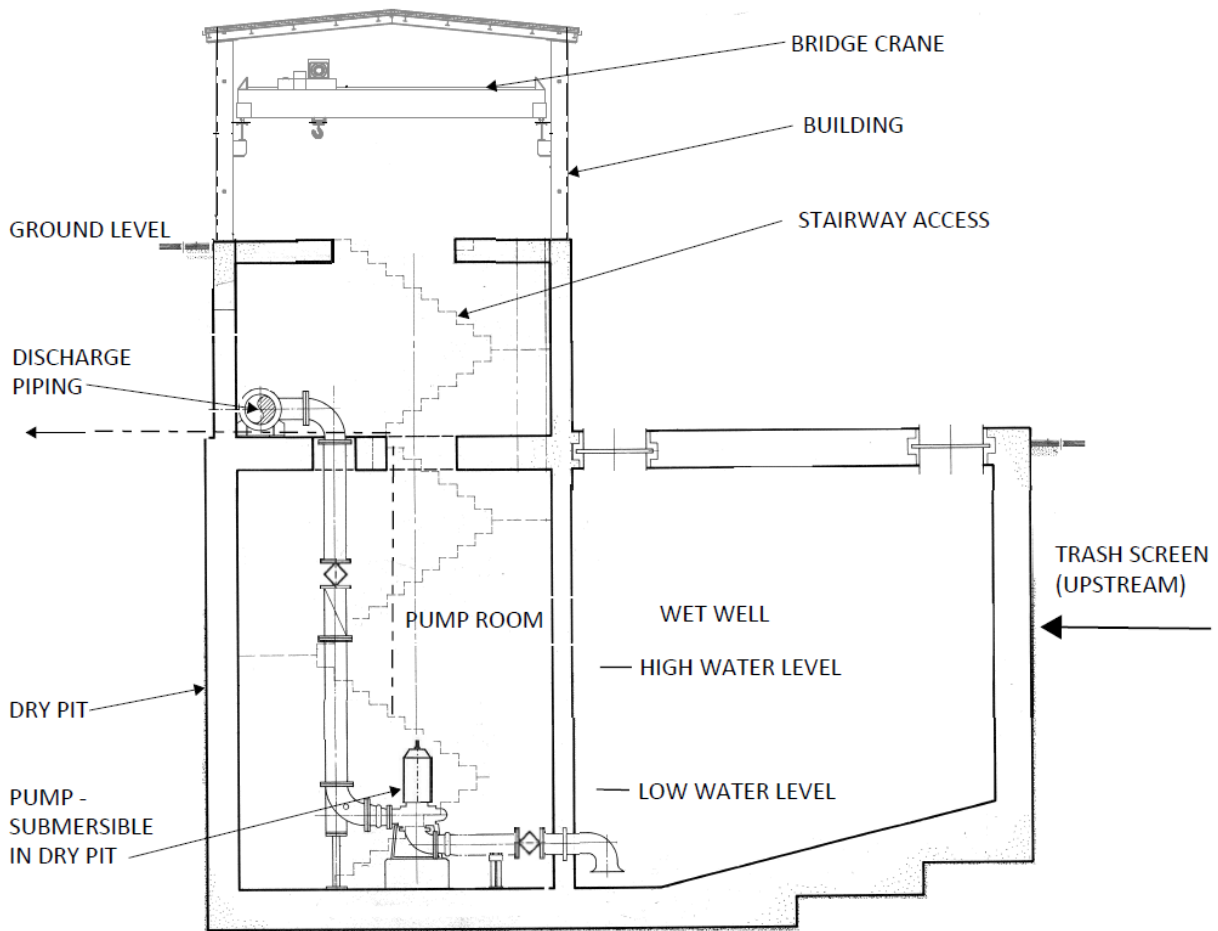 BRIDGE CRANE
BUILDING
STAIRWAY ACCESS
GROUND LEVEL
DISCHARGE
PIPING
TRASH SCREEN
(UPSTREAM)
PUMP ROOM
WET WELL
HIGH WATER LEVEL
DRY PIT
LOW WATER LEVEL
PUMP -
SUBMERSIBLE
IN DRY PIT